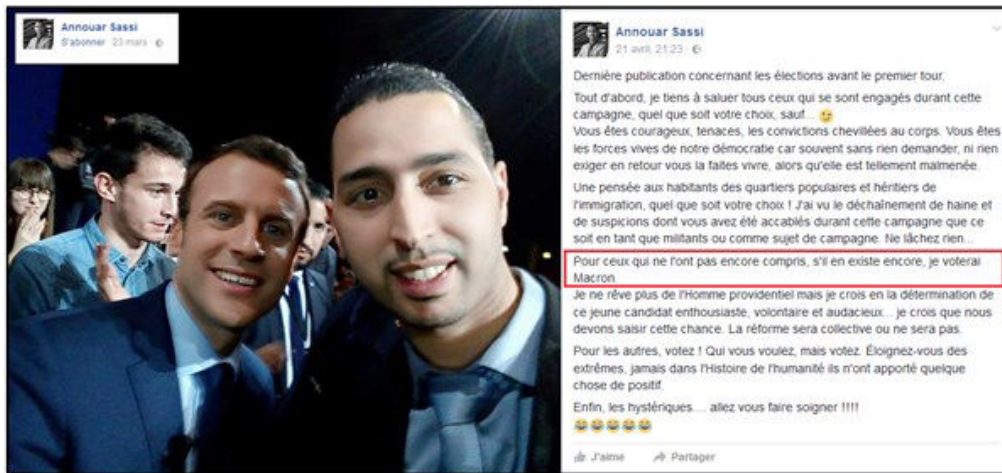 Annouar Sassi
S'abonner · 23 mars ·
Annouar Sassi
21 avril, 21:23 ·
Dernière publication concernant les élections avant le premier tour.
Tout d'abord, je tiens à saluer tous ceux qui se sont engagés durant cette
campagne, quel que soit votre choix, sauf... 😉
Vous êtes courageux, tenaces, les convictions chevillées au corps. Vous êtes
les forces vives de notre démocratie car souvent sans rien demander, ni rien
exiger en retour vous la faites vivre, alors qu'elle est tellement malmenée.
Une pensée aux habitants des quartiers populaires et héritiers de
l'immigration, quel que soit votre choix ! J'ai vu le déchaînement de haine et
de suspicions dont vous avez été accablés durant cette campagne que ce
soit en tant que militants ou comme sujet de campagne. Ne lâchez rien...
Pour ceux qui ne l'ont pas encore compris, s'il en existe encore, je voterai
Macron.
Je ne rêve plus de l'Homme providentiel mais je crois en la détermination de
ce jeune candidat enthousiaste, volontaire et audacieux... je crois que nous
devons saisir cette chance. La réforme sera collective ou ne sera pas.
Pour les autres, votez ! Qui vous voulez, mais votez. Éloignez-vous des
extrêmes, jamais dans l'Histoire de l'humanité ils n'ont apporté quelque
chose de positif.
Enfin, les hystériques.... allez vous faire soigner !!!!
😂😂😂😂😂
J'aime Partager